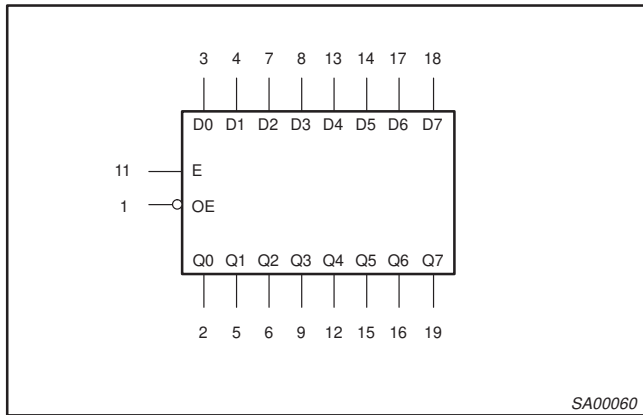 3 4 7 8 13 14 17 18
D0 D1 D2 D3 D4 D5 D6 D7
11 E
1 OE
Q0 Q1 Q2 Q3 Q4 Q5 Q6 Q7
2 5 6 9 12 15 16 19
SA00060